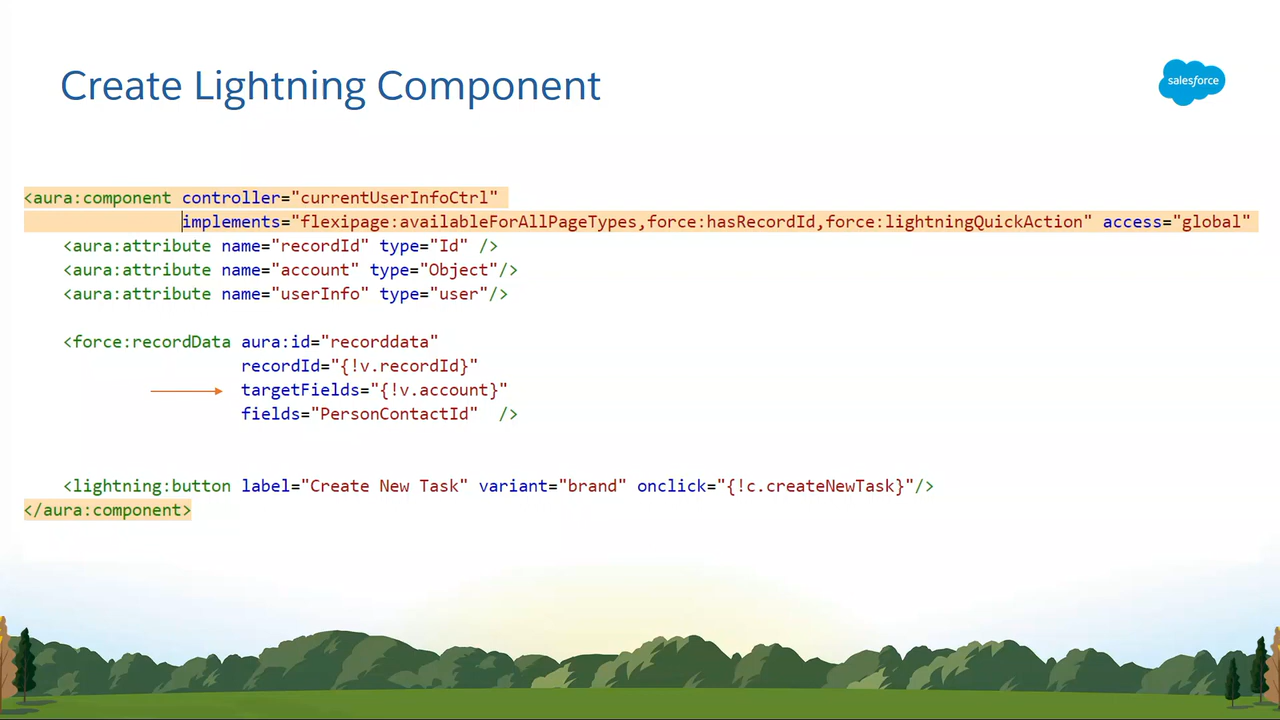 Create Lightning Component
salesforce
<aura:component controller="currentUserInfoCtrl"
implements="flexipage:availableForAllPageTypes,force:hasRecordId,force:lightningQuickAction" access="global"
<aura:attribute name="recordId" type="Id" />
<aura:attribute name="account" type="Object"/>
<aura:attribute name="userInfo" type="user"/>
<force:recordData aura:id="recorddata"
recordId="{!v.recordId}"
targetFields="{!v.account}"
fields="PersonContactId" />
<lightning:button label="Create New Task" variant="brand" onclick="{!c.createNewTask}"/>
</aura:component>